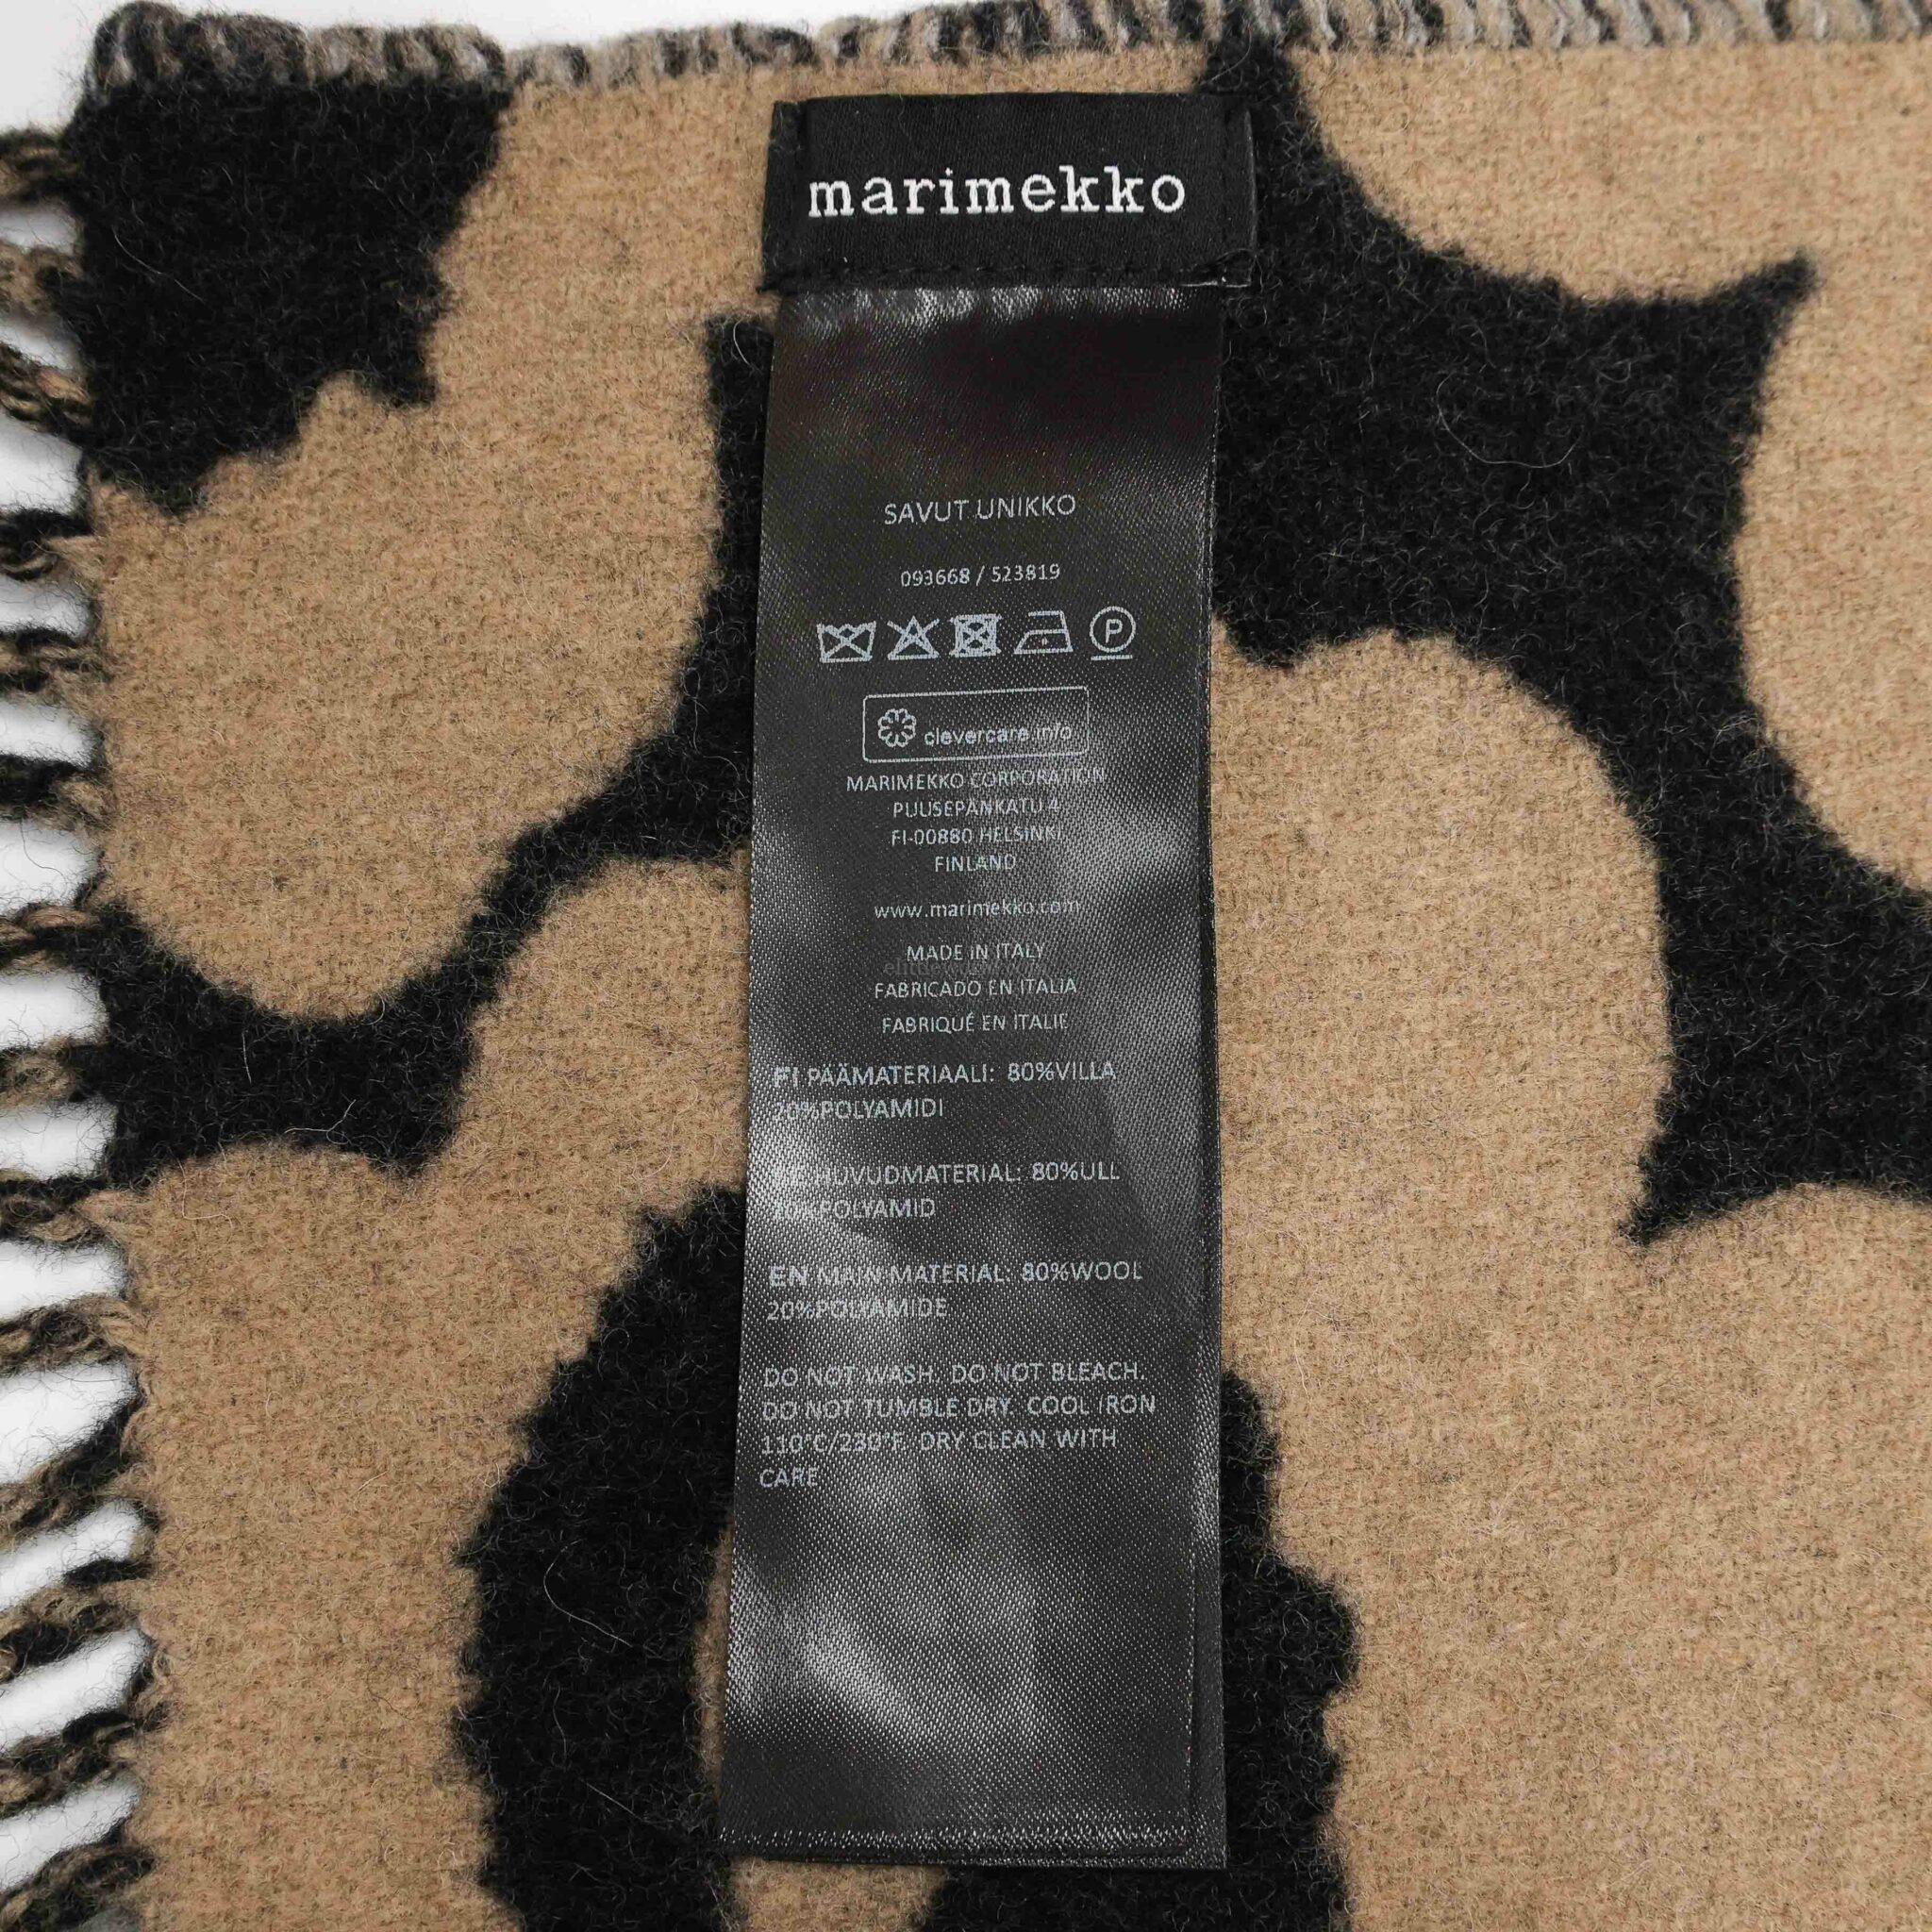 marimekko
SAVUT UNIKKO
093668 / 523819
P
clevercare.info
MARIMEKKO CORPORATION
PUUSEPÄNKATU 4
FI-00880 HELSINKI
FINLAND
www.marimekko.com
MADE IN ITALY
FABRICADO EN ITALIA
FABRIQUÉ EN ITALIE
FI PÄÄMATERIAALI: 80%VILLA
20%POLYAMIDI
HUVUDMATERIAL: 80%ULL
20%POLYAMID
EN MAIN MATERIAL: 80%WOOL
20%POLYAMIDE
DO NOT WASH. DO NOT BLEACH.
DO NOT TUMBLE DRY. COOL IRON
110°C/230°F. DRY CLEAN WITH
CARE